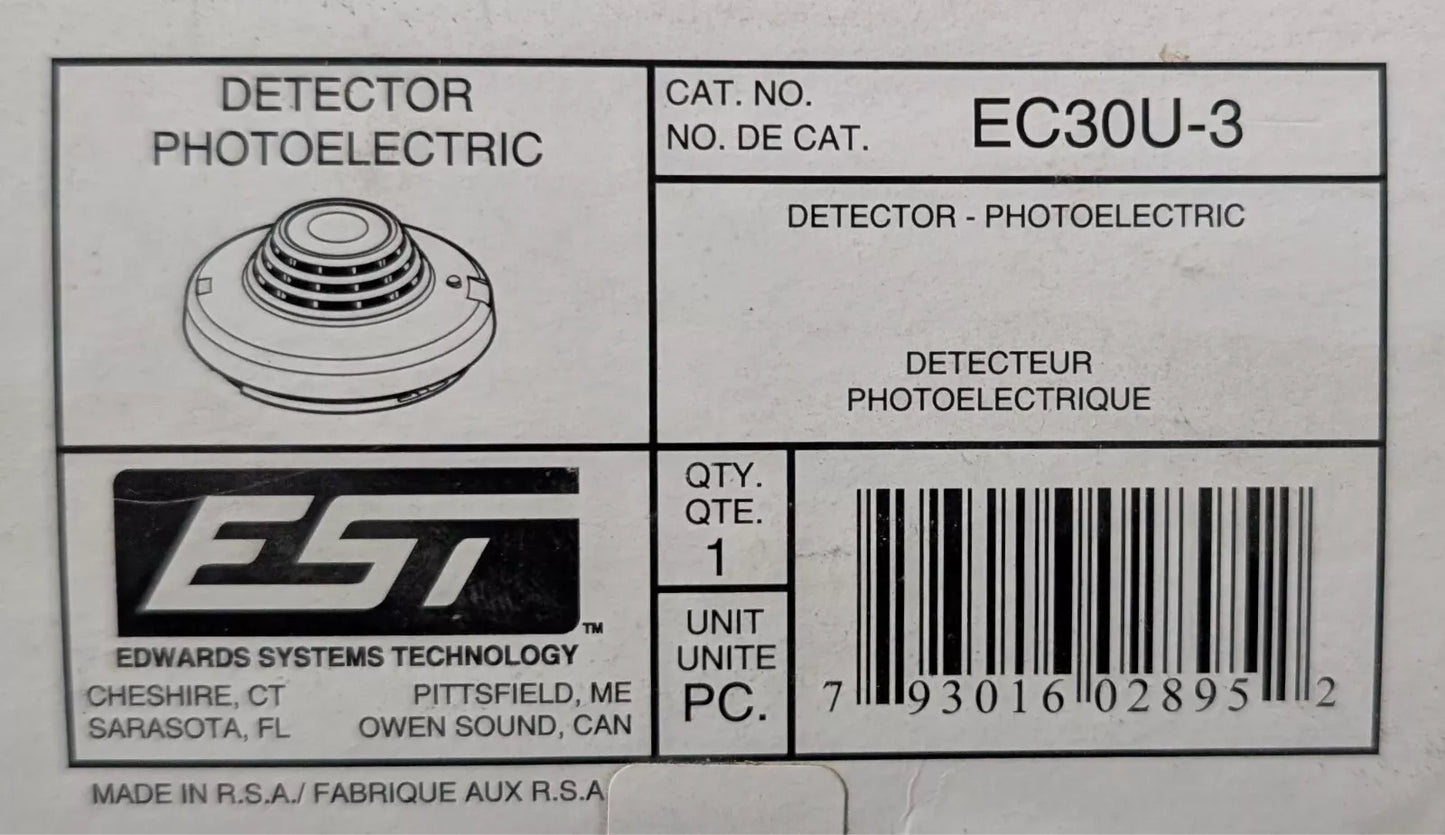 DETECTOR
PHOTOELECTRIC
CAT. NO.
NO. DE CAT.
EC30U-3
DETECTOR - PHOTOELECTRIC
DETECTEUR
PHOTOELECTRIQUE
EST
TM
EDWARDS SYSTEMS TECHNOLOGY
CHESHIRE, CT PITTSFIELD, ME
SARASOTA, FL OWEN SOUND, CAN
QTY.
QTE.
1
UNIT
UNITE
PC.
7 93016 02895 2
MADE IN R.S.A./ FABRIQUE AUX R.S.A